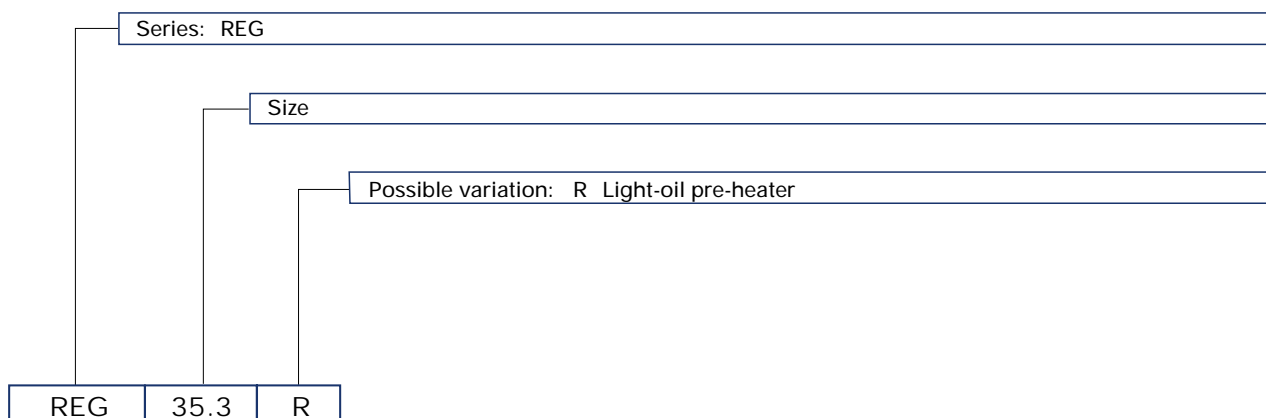 Series: REG
Size
Possible variation: R Light-oil pre-heater
REG 35.3 R